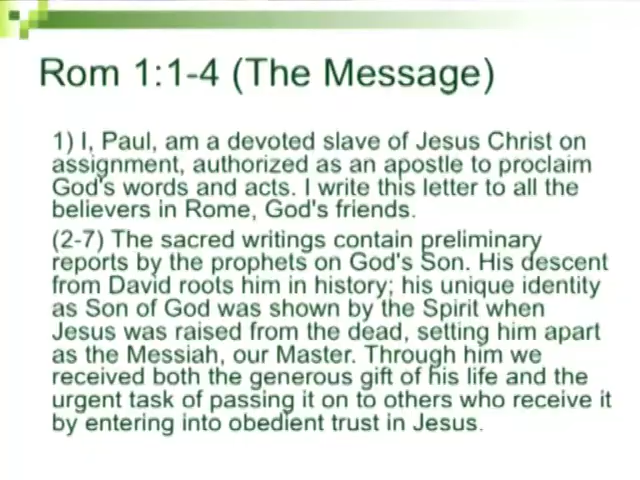 Rom 1:1-4 (The Message)
1) I, Paul, am a devoted slave of Jesus Christ on
assignment, authorized as an apostle to proclaim
God's words and acts. I write this letter to all the
believers in Rome, God's friends.
(2-7) The sacred writings contain preliminary
reports by the prophets on God's Son. His descent
from David roots him in history; his unique identity
as Son of God was shown by the Spirit when
Jesus was raised from the dead, setting him apart
as the Messiah, our Master. Through him we
received both the generous gift of his life and the
urgent task of passing it on to others who receive it
by entering into obedient trust in Jesus.